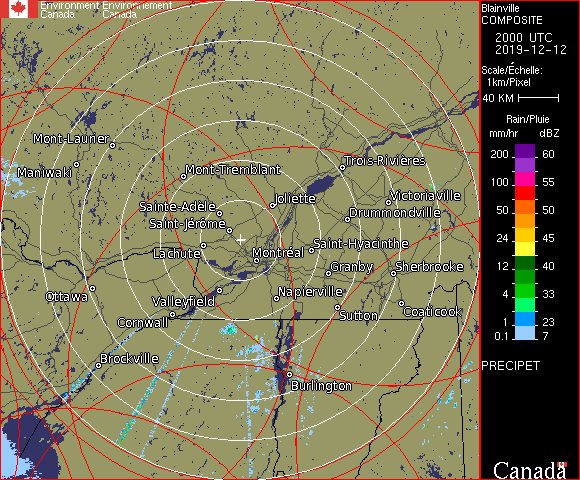 Environment Environnement
Canada Canada
Blainville
COMPOSITE
2000 UTC
2019-12-12
Scale/Échelle:
1km/Pixel
40 KM
Rain/Pluie
mm/hr dBZ
200 60
100 55
50 50
24 45
12 40
4 33
1 23
0.1 7
PRECIPET
Canada
Mont-Laurier
Maniwaki
Mont-Tremblant
Trois-Rivières
Joliette
Victoriaville
Sainte-Adèle
Drummondville
Saint-Jérôme
Saint-Hyacinthe
Lachute
Montréal
Granby
Sherbrooke
Ottawa
Valleyfield
Napierville
Cornwall
Sutton
Coaticook
Brockville
Burlington